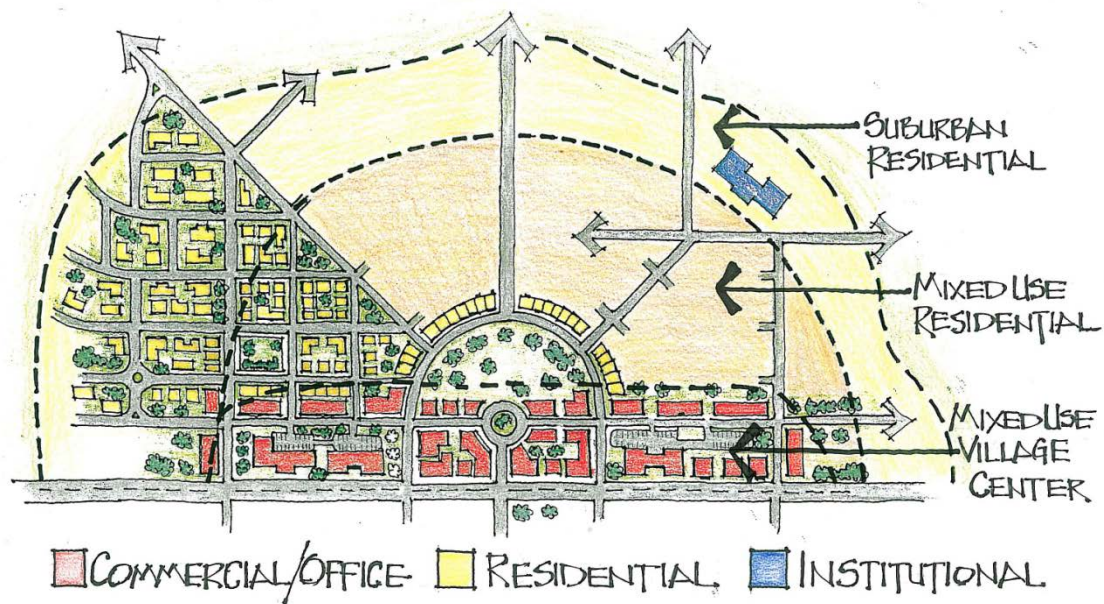 SUBURBAN
RESIDENTIAL
MIXED USE
RESIDENTIAL
MIXED USE
VILLAGE
CENTER
COMMERCIAL/OFFICE RESIDENTIAL INSTITUTIONAL